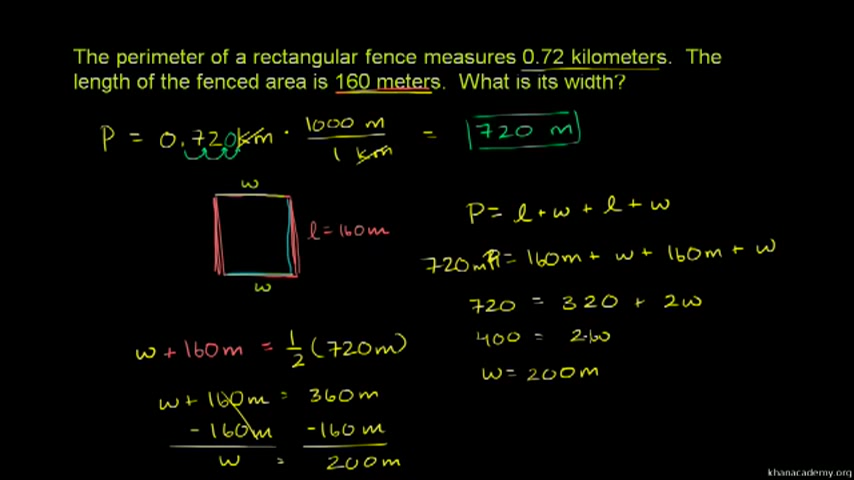 The perimeter of a rectangular fence measures 0.72 kilometers. The
length of the fenced area is 160 meters. What is its width?
P = 0.720km · 1000 m / 1 km = 720 m
w
l = 160m
w
w + 160m = 1/2 (720m)
w + 160m = 360m
- 160m -160m
w = 200m
P = l + w + l + w
720m = 160m + w + 160m + w
720 = 320 + 2w
400 = 2w
w = 200m
khanacademy.org